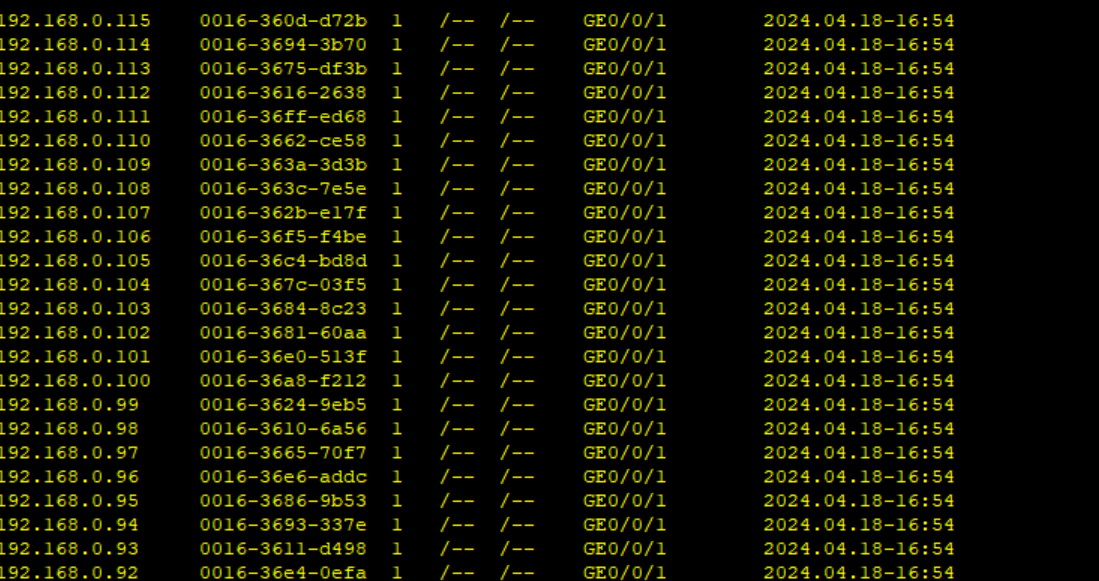 192.168.0.115 0016-360d-d72b 1 /-- /-- GE0/0/1 2024.04.18-16:54
192.168.0.114 0016-3694-3b70 1 /-- /-- GE0/0/1 2024.04.18-16:54
192.168.0.113 0016-3675-df3b 1 /-- /-- GE0/0/1 2024.04.18-16:54
192.168.0.112 0016-3616-2638 1 /-- /-- GE0/0/1 2024.04.18-16:54
192.168.0.111 0016-36ff-ed68 1 /-- /-- GE0/0/1 2024.04.18-16:54
192.168.0.110 0016-3662-ce58 1 /-- /-- GE0/0/1 2024.04.18-16:54
192.168.0.109 0016-363a-3d3b 1 /-- /-- GE0/0/1 2024.04.18-16:54
192.168.0.108 0016-363c-7e5e 1 /-- /-- GE0/0/1 2024.04.18-16:54
192.168.0.107 0016-362b-e17f 1 /-- /-- GE0/0/1 2024.04.18-16:54
192.168.0.106 0016-36f5-f4be 1 /-- /-- GE0/0/1 2024.04.18-16:54
192.168.0.105 0016-36c4-bd8d 1 /-- /-- GE0/0/1 2024.04.18-16:54
192.168.0.104 0016-367c-03f5 1 /-- /-- GE0/0/1 2024.04.18-16:54
192.168.0.103 0016-3684-8c23 1 /-- /-- GE0/0/1 2024.04.18-16:54
192.168.0.102 0016-3681-60aa 1 /-- /-- GE0/0/1 2024.04.18-16:54
192.168.0.101 0016-36e0-513f 1 /-- /-- GE0/0/1 2024.04.18-16:54
192.168.0.100 0016-36a8-f212 1 /-- /-- GE0/0/1 2024.04.18-16:54
192.168.0.99 0016-3624-9eb5 1 /-- /-- GE0/0/1 2024.04.18-16:54
192.168.0.98 0016-3610-6a56 1 /-- /-- GE0/0/1 2024.04.18-16:54
192.168.0.97 0016-3665-70f7 1 /-- /-- GE0/0/1 2024.04.18-16:54
192.168.0.96 0016-36e6-addc 1 /-- /-- GE0/0/1 2024.04.18-16:54
192.168.0.95 0016-3686-9b53 1 /-- /-- GE0/0/1 2024.04.18-16:54
192.168.0.94 0016-3693-337e 1 /-- /-- GE0/0/1 2024.04.18-16:54
192.168.0.93 0016-3611-d498 1 /-- /-- GE0/0/1 2024.04.18-16:54
192.168.0.92 0016-36e4-0efa 1 /-- /-- GE0/0/1 2024.04.18-16:54